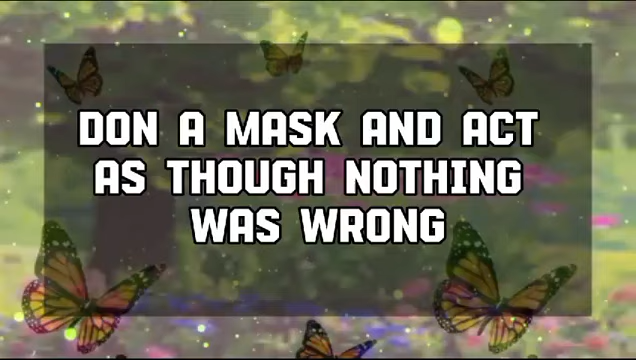 DON A MASK AND ACT
AS THOUGH NOTHING
WAS WRONG